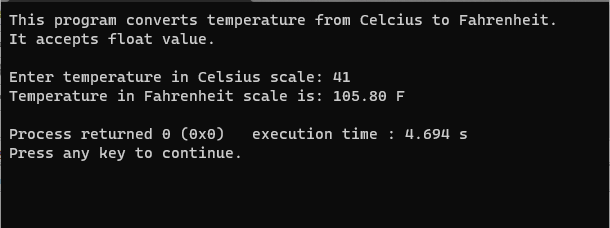 This program converts temperature from Celcius to Fahrenheit.
It accepts float value.
Enter temperature in Celsius scale: 41
Temperature in Fahrenheit scale is: 105.80 F
Process returned 0 (0x0)   execution time : 4.694 s
Press any key to continue.